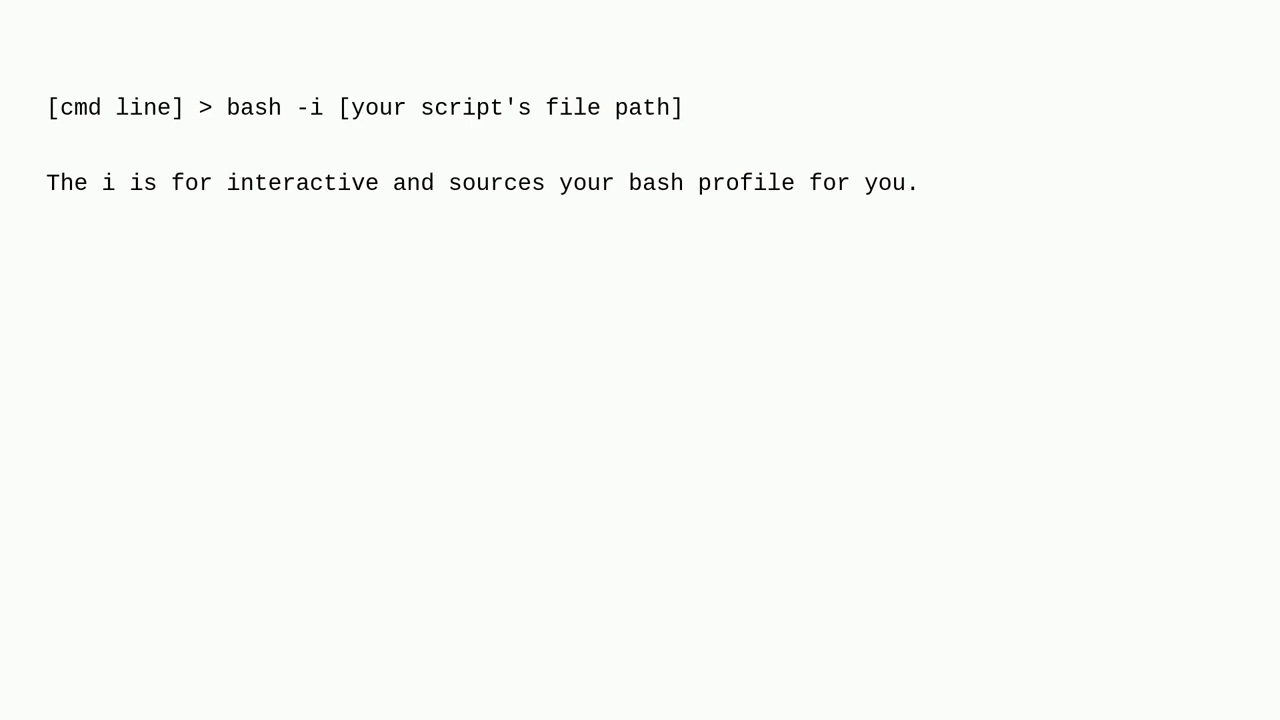 [cmd line] > bash -i [your script's file path]
The i is for interactive and sources your bash profile for you.